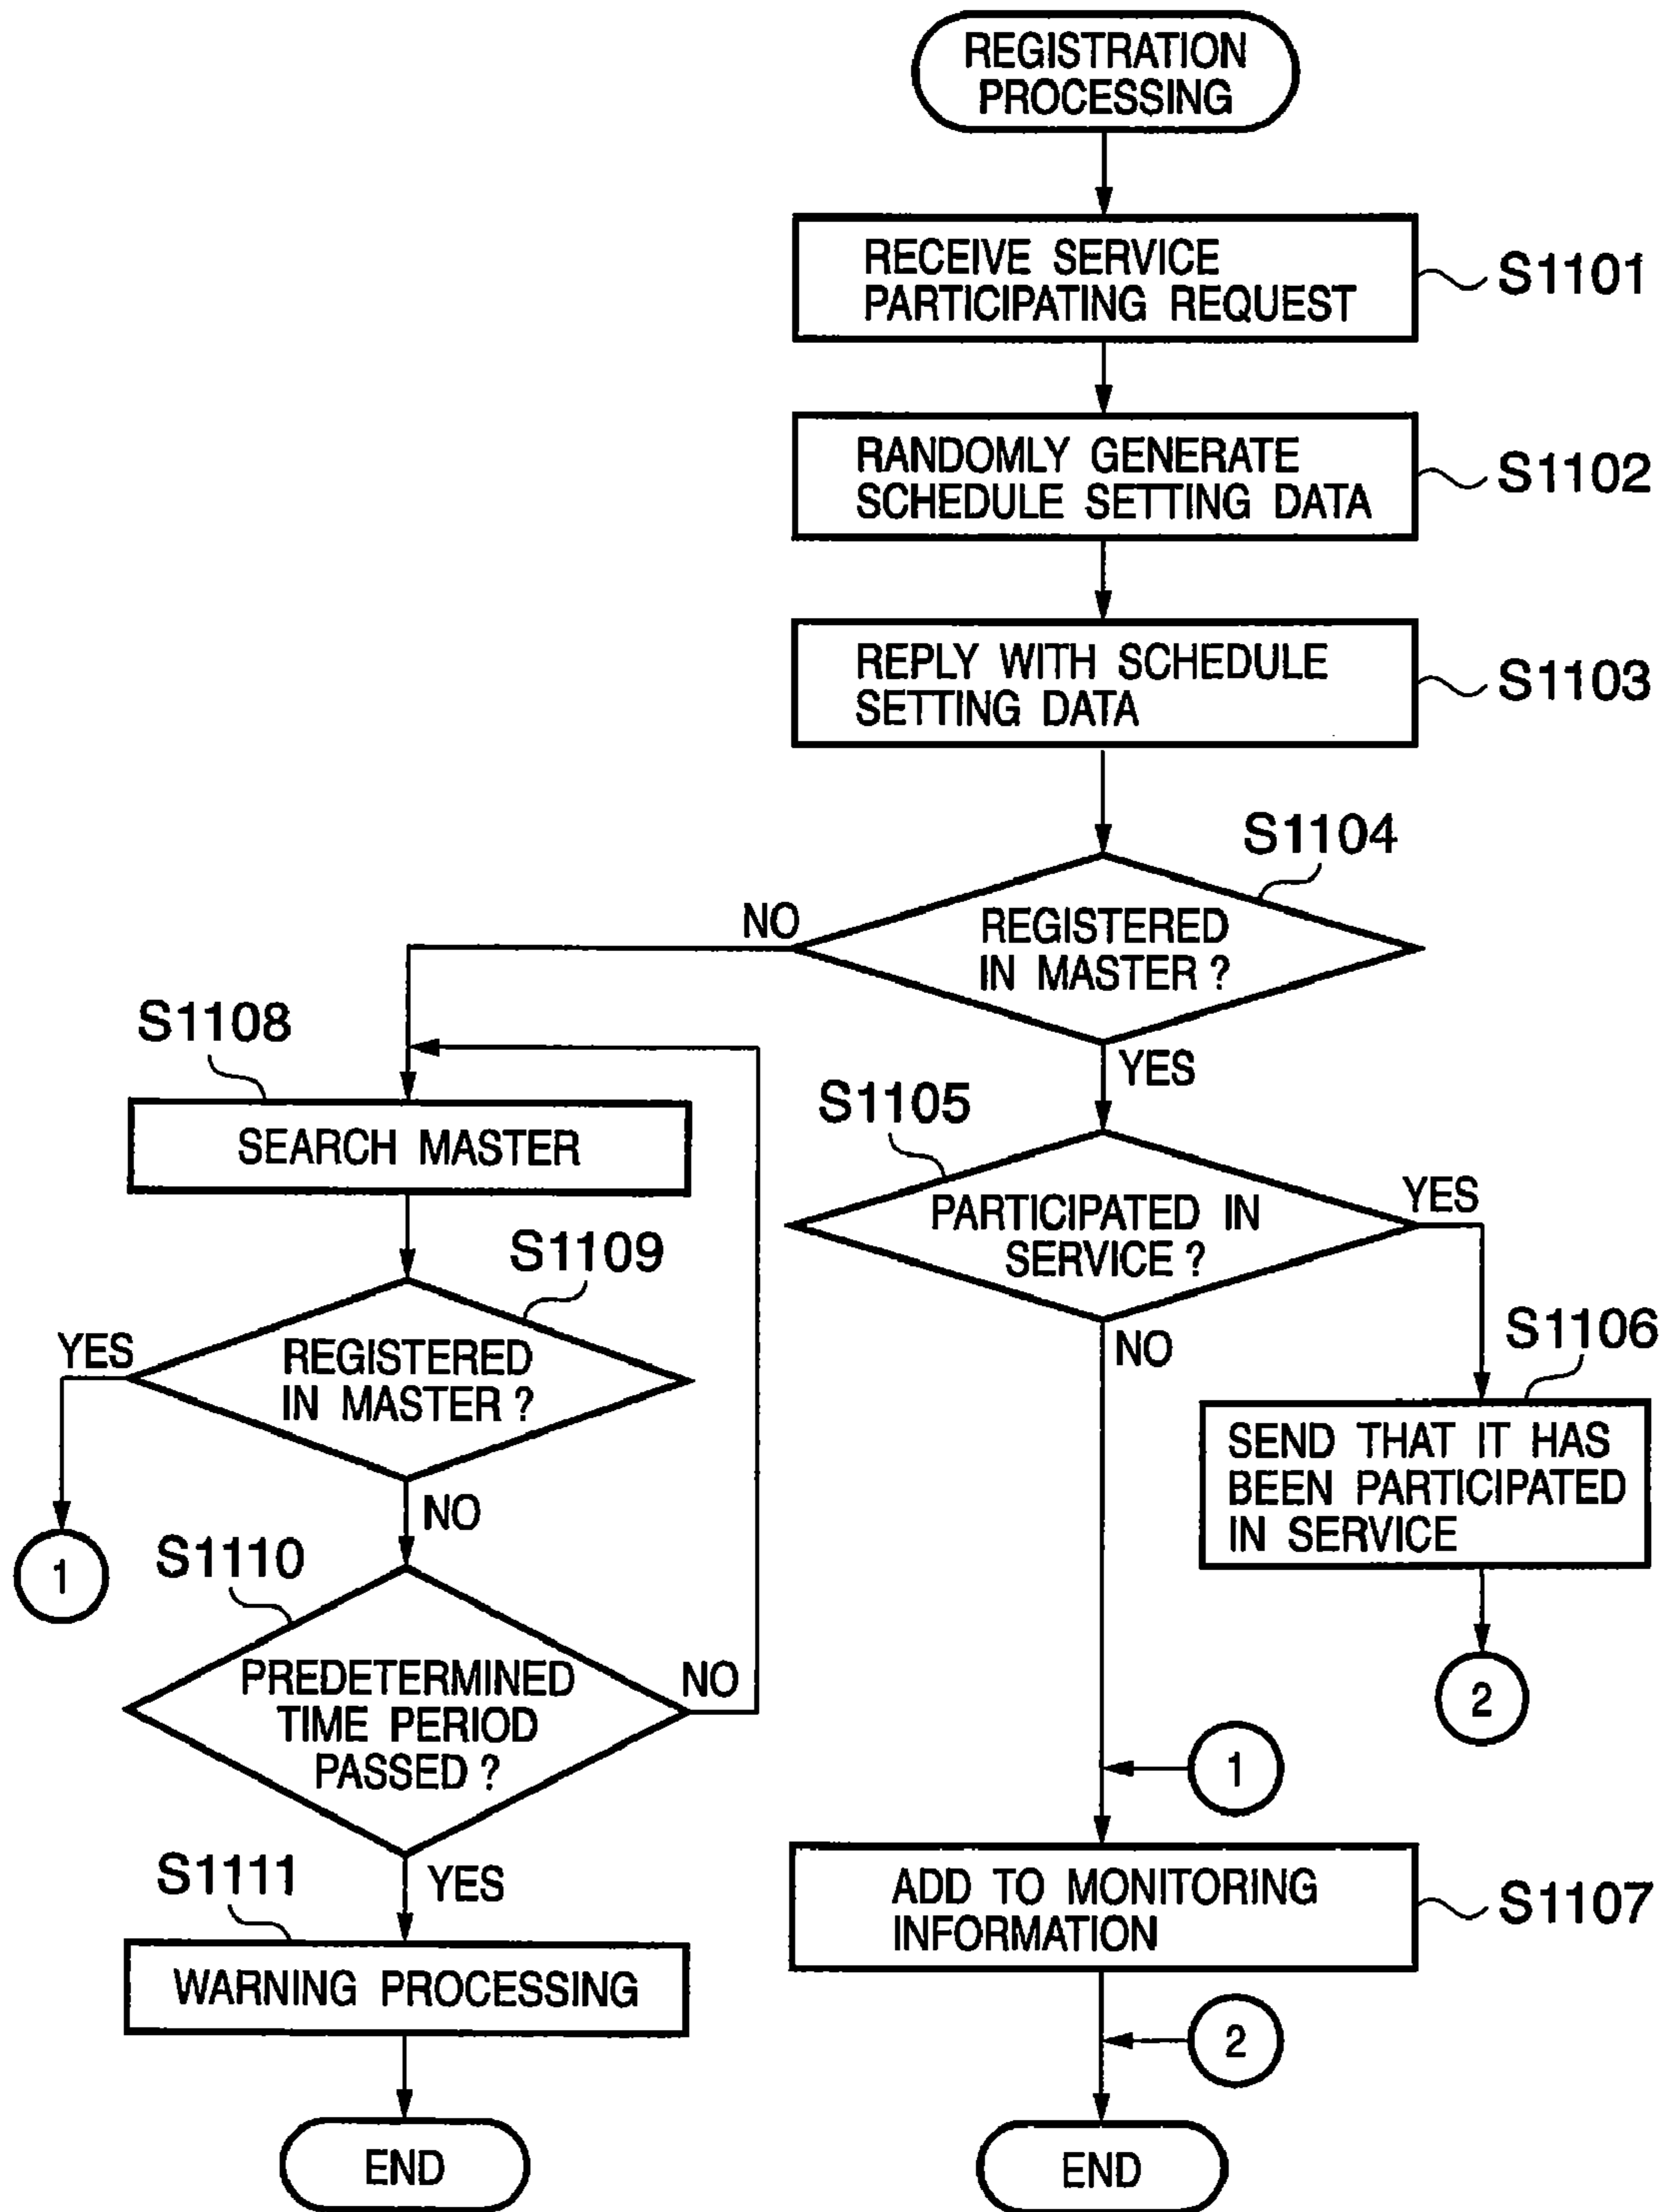 REGISTRATION
PROCESSING
RECEIVE SERVICE
PARTICIPATING REQUEST
S1101
RANDOMLY GENERATE
SCHEDULE SETTING DATA
S1102
REPLY WITH SCHEDULE
SETTING DATA
S1103
S1104
REGISTERED
IN MASTER ?
NO
YES
S1108
SEARCH MASTER
S1105
PARTICIPATED IN
SERVICE ?
YES
NO
S1109
REGISTERED
IN MASTER ?
YES
NO
1
S1106
SEND THAT IT HAS
BEEN PARTICIPATED
IN SERVICE
2
S1110
PREDETERMINED
TIME PERIOD
PASSED ?
NO
YES
1
S1111
WARNING PROCESSING
END
ADD TO MONITORING
INFORMATION
S1107
2
END